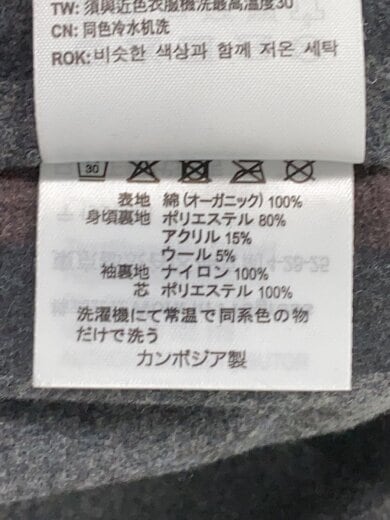 TW: 須與近色衣服機洗最高溫度30
CN: 同色冷水机洗
ROK: 비슷한 색상과 함께 저온 세탁
30
表地 綿(オーガニック) 100%
身頃裏地 ポリエステル 80%
アクリル 15%
ウール 5%
袖裏地 ナイロン 100%
芯 ポリエステル 100%
洗濯機にて常温で同系色の物
だけで洗う
カンボジア製